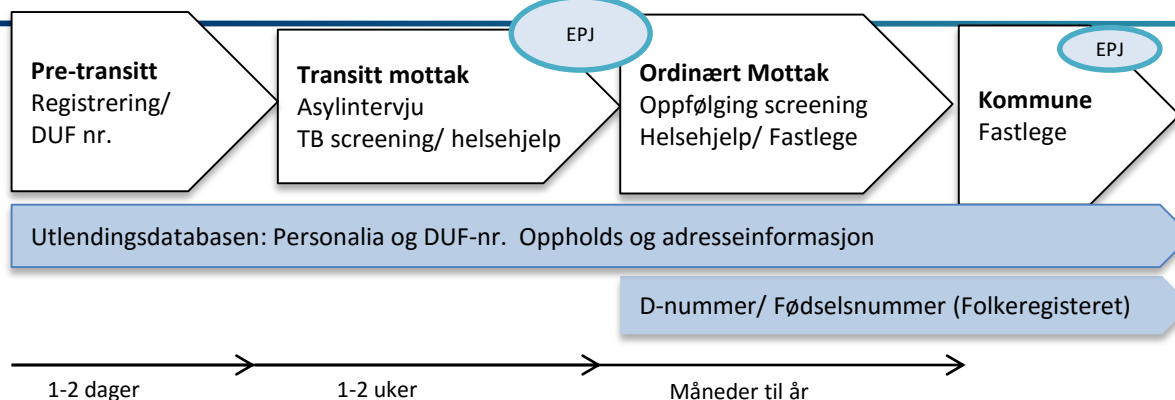 EPJ
EPJ
Pre-transitt
Registrering/
DUF nr.
Transitt mottak
Asylintervju
TB screening/ helsehjelp
Ordinært Mottak
Oppfølging screening
Helsehjelp/ Fastlege
Kommune
Fastlege
Utlendingsdatabasen: Personalia og DUF-nr. Oppholds og adresseinformasjon
D-nummer/ Fødselsnummer (Folkeregisteret)
1-2 dager
1-2 uker
Måneder til år